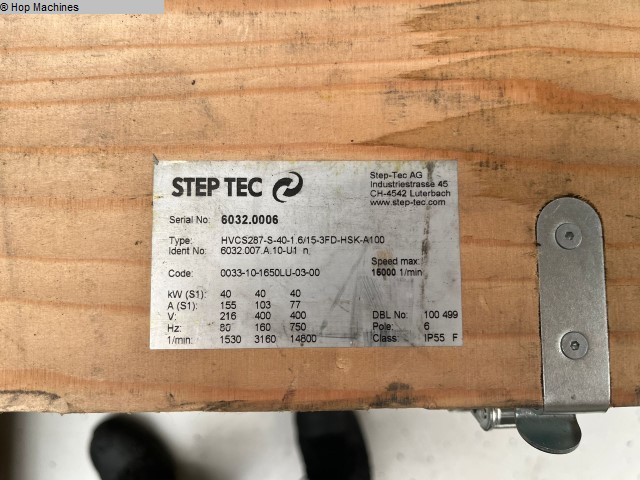 © Hop Machines
STEP TEC
Step-Tec AG
Industriestrasse 45
CH-4542 Luterbach
www.step-tec.com
Serial No: 6032.0006
Type: HVCS287-S-40-1.6/15-3FD-HSK-A100
Ident No: 6032.007.A.10-U1 n.
Speed max:
Code: 0033-10-1650LU-03-00 16000 1/min
kW (S1): 40 40 40
A (S1): 155 103 77
V: 216 400 400 DBL No: 100 499
Hz: 80 160 750 Pole: 6
1/min: 1530 3160 14800 Class: IP55 F